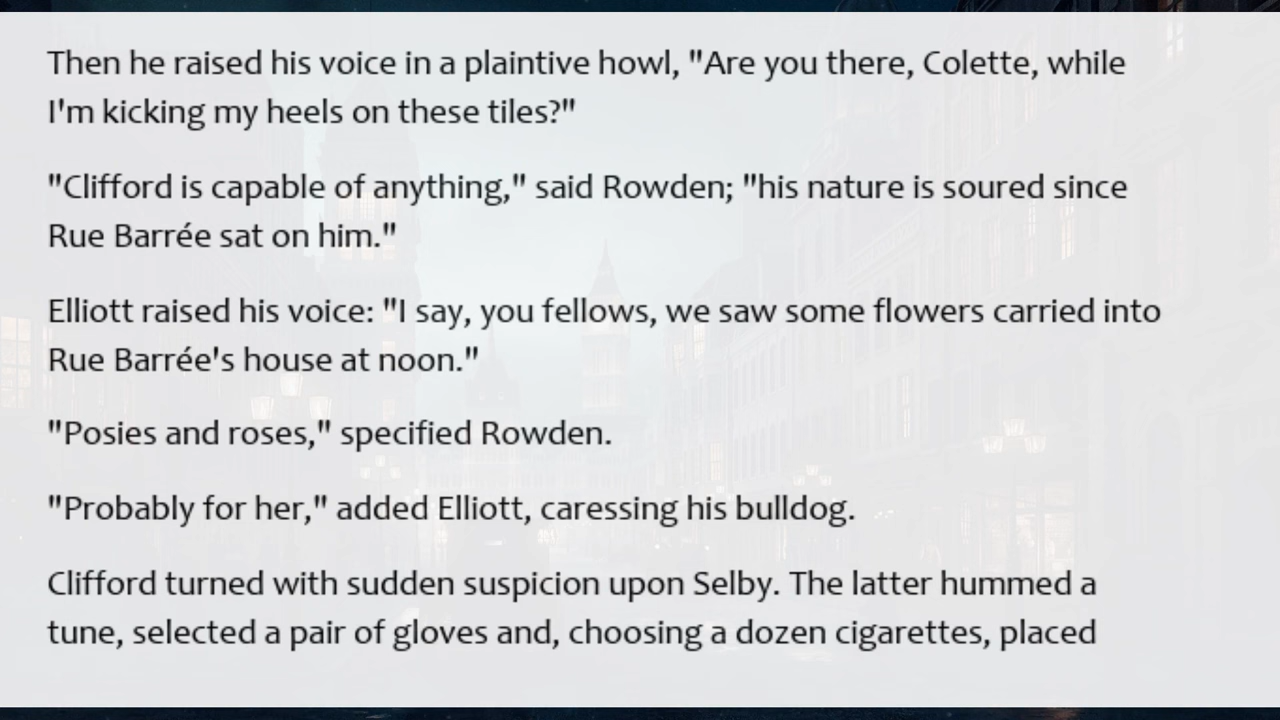 Then he raised his voice in a plaintive howl, "Are you there, Colette, while
I'm kicking my heels on these tiles?"
"Clifford is capable of anything," said Rowden; "his nature is soured since
Rue Barrée sat on him."
Elliott raised his voice: "I say, you fellows, we saw some flowers carried into
Rue Barrée's house at noon."
"Posies and roses," specified Rowden.
"Probably for her," added Elliott, caressing his bulldog.
Clifford turned with sudden suspicion upon Selby. The latter hummed a
tune, selected a pair of gloves and, choosing a dozen cigarettes, placed